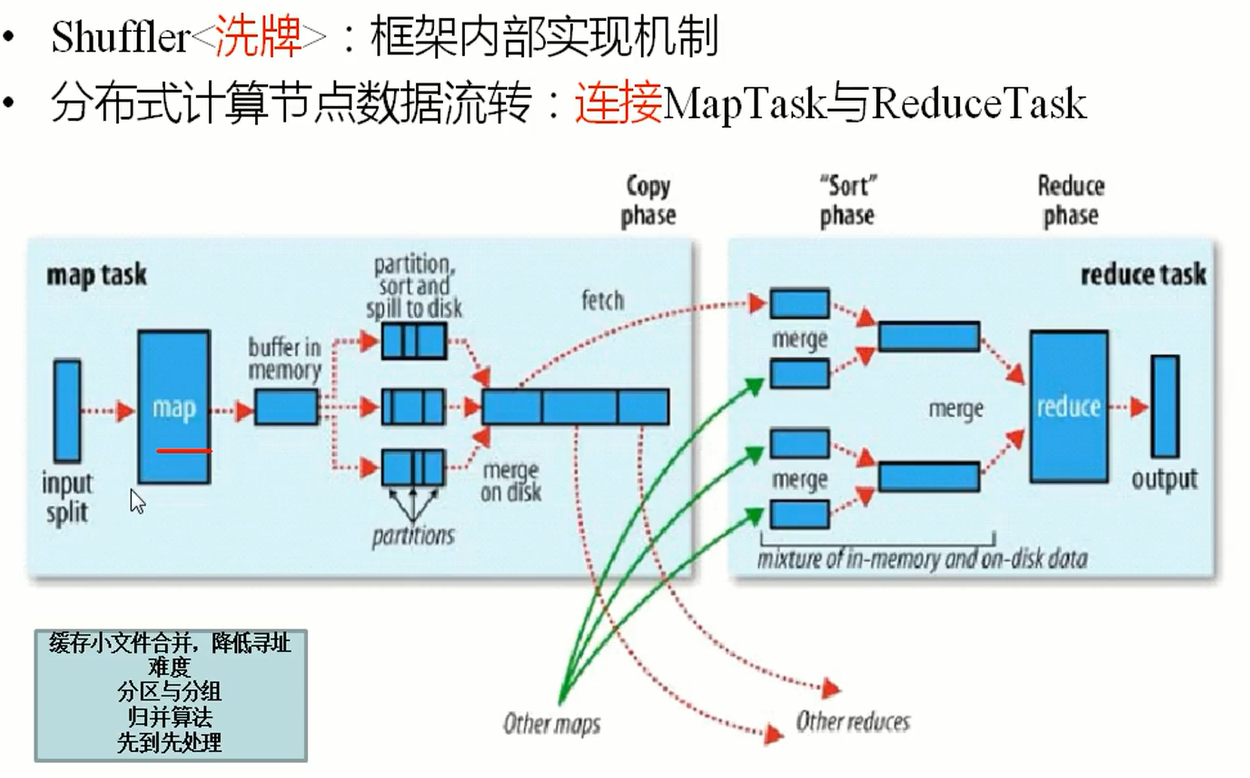 • Shuffler<洗牌>：框架内部实现机制
• 分布式计算节点数据流转：连接MapTask与ReduceTask
Copy
phase
“Sort”
phase
Reduce
phase
map task
reduce task
partition,
sort and
spill to disk
fetch
buffer in
memory
merge
map
merge
reduce
input
split
merge
on disk
merge
output
partitions
mixture of in-memory and on-disk data
缓存小文件合并，降低寻址
难度
分区与分组
归并算法
先到先处理
Other maps
Other reduces